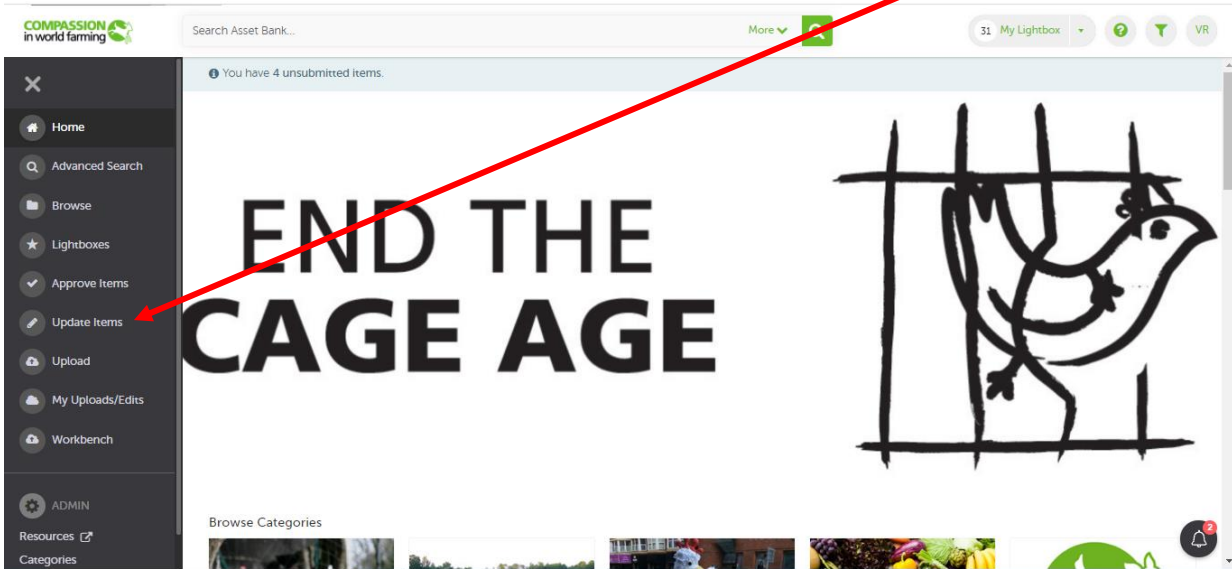 COMPASSION
in world farming
Search Asset Bank...
More
31 My Lightbox
VR
You have 4 unsubmitted items.
Home
Advanced Search
Browse
Lightboxes
Approve Items
Update Items
Upload
My Uploads/Edits
Workbench
ADMIN
Resources
Categories
END THE
CAGE AGE
Browse Categories
2